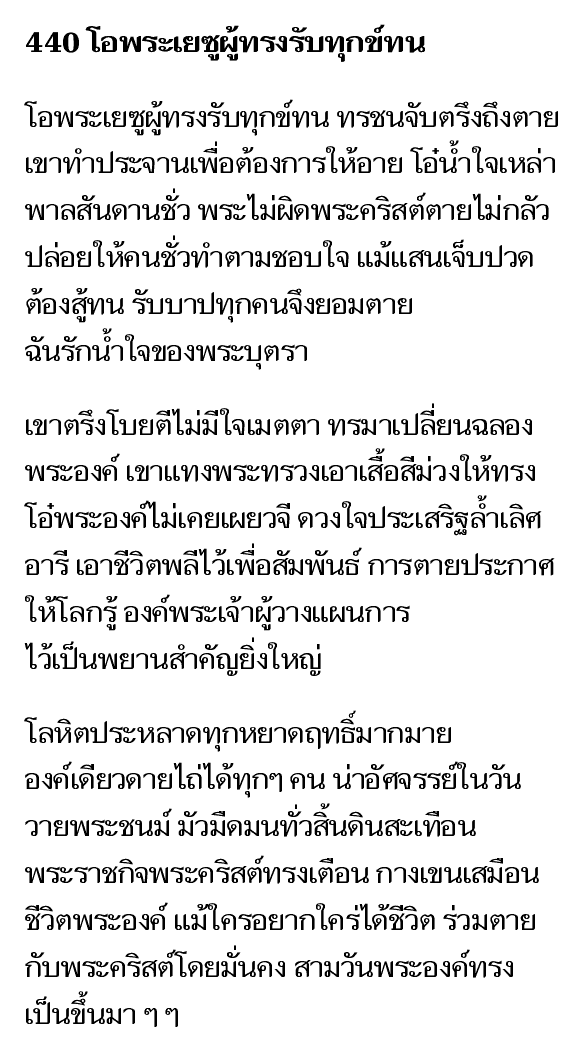 440 โอพระเยซูผู้ทรงรับทุกข์ทน
โอพระเยซูผู้ทรงรับทุกข์ทน ทรชนจับตรึงถึงตาย
เขาทำประจานเพื่อต้องการให้อาย โอ๋น้ำใจเหล่า
พาลสันดานชั่ว พระไม่ผิดพระคริสต์ตายไม่กลัว
ปล่อยให้คนชั่วทำตามชอบใจ แม้แสนเจ็บปวด
ต้องสู้ทน รับบาปทุกคนจึงยอมตาย
ฉันรักน้ำใจของพระบุตรา
เขาตรึงโบยตีไม่มีใจเมตตา ทรมาเปลี่ยนฉลอง
พระองค์ เขาแทงพระทรวงเอาเสื้อสีม่วงให้ทรง
โอ๋พระองค์ไม่เคยเผยวจี ดวงใจประเสริฐล้ำเลิศ
อารี เอาชีวิตพลีไว้เพื่อสัมพันธ์ การตายประกาศ
ให้โลกรู้ องค์พระเจ้าผู้วางแผนการ
ไว้เป็นพยานสำคัญยิ่งใหญ่
โลหิตประหลาดทุกหยาดฤทธิ์มากมาย
องค์เดียวดายไถ่ได้ทุกๆ คน น่าอัศจรรย์ในวัน
วายพระชนม์ มัวมืดมนทั่วสิ้นดินสะเทือน
พระราชกิจพระคริสต์ทรงเตือน กางเขนเสมือน
ชีวิตพระองค์ แม้ใครอยากใคร่ได้ชีวิต ร่วมตาย
กับพระคริสต์โดยมั่นคง สามวันพระองค์ทรง
เป็นขึ้นมา ๆ ๆ